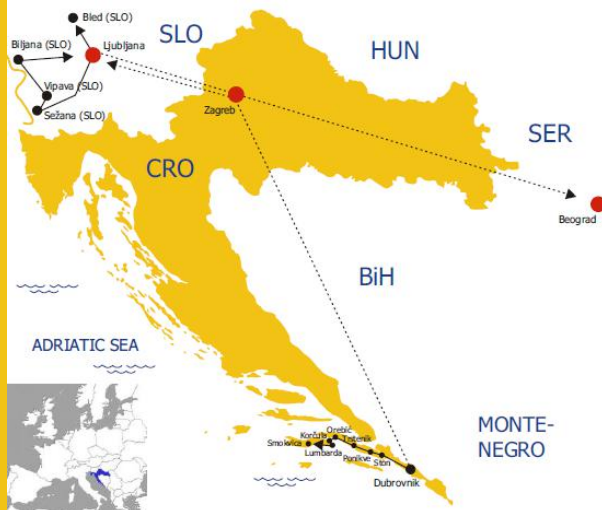 Bled (SLO)
SLO
Biljana (SLO)
Ljubljana
HUN
Vipava (SLO)
Sežana (SLO)
Zagreb
SER
CRO
Beograd
BiH
ADRIATIC SEA
Orebić
Korčula
Trstenik
Smokvica
Lumbarda
Ponikve
Ston
Dubrovnik
MONTE-
NEGRO